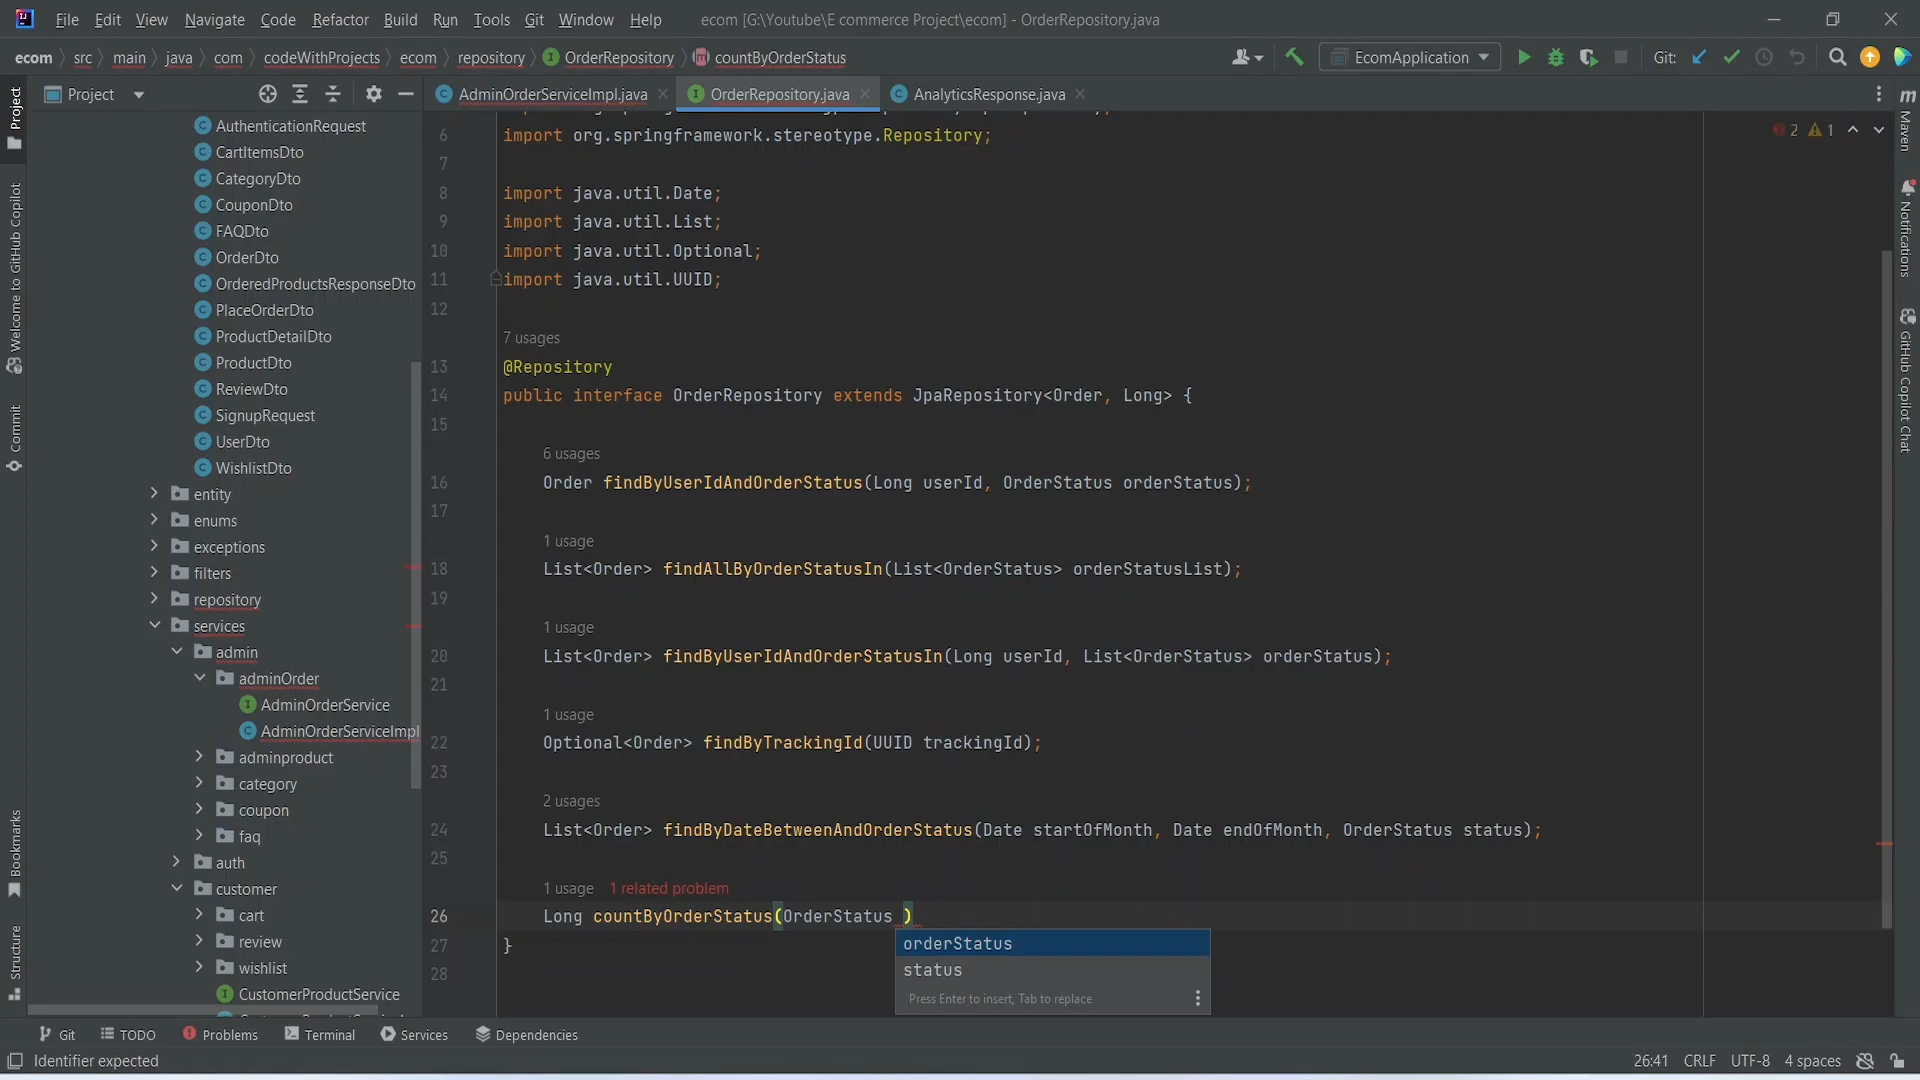 File Edit View Navigate Code Refactor Build Run Tools Git Window Help ecom [G:\Youtube\E commerce Project\ecom] - OrderRepository.java
ecom src main java com codeWithProjects ecom repository OrderRepository countByOrderStatus EcomApplication Git:
Project
AdminOrderServiceImpl.java OrderRepository.java AnalyticsResponse.java
Project
Welcome to GitHub Copilot
Commit
Bookmarks
Structure
AuthenticationRequest
CartItemsDto
CategoryDto
CouponDto
FAQDto
OrderDto
OrderedProductsResponseDto
PlaceOrderDto
ProductDetailDto
ProductDto
ReviewDto
SignupRequest
UserDto
WishlistDto
entity
enums
exceptions
filters
repository
services
admin
adminOrder
AdminOrderService
AdminOrderServiceImpl
adminproduct
category
coupon
faq
auth
customer
cart
review
wishlist
CustomerProductService
2 1
6 import org.springframework.stereotype.Repository;
7
8 import java.util.Date;
9 import java.util.List;
10 import java.util.Optional;
11 import java.util.UUID;
12
7 usages
13 @Repository
14 public interface OrderRepository extends JpaRepository<Order, Long> {
15
6 usages
16 Order findByUserIdAndOrderStatus(Long userId, OrderStatus orderStatus);
17
1 usage
18 List<Order> findAllByOrderStatusIn(List<OrderStatus> orderStatusList);
19
1 usage
20 List<Order> findByUserIdAndOrderStatusIn(Long userId, List<OrderStatus> orderStatus);
21
1 usage
22 Optional<Order> findByTrackingId(UUID trackingId);
23
2 usages
24 List<Order> findByDateBetweenAndOrderStatus(Date startOfMonth, Date endOfMonth, OrderStatus status);
25
1 usage 1 related problem
26 Long countByOrderStatus(OrderStatus )
27 }
28
orderStatus
status
Press Enter to insert, Tab to replace
m Maven
Notifications
GitHub Copilot Chat
Git TODO Problems Terminal Services Dependencies
Identifier expected 26:41 CRLF UTF-8 4 spaces